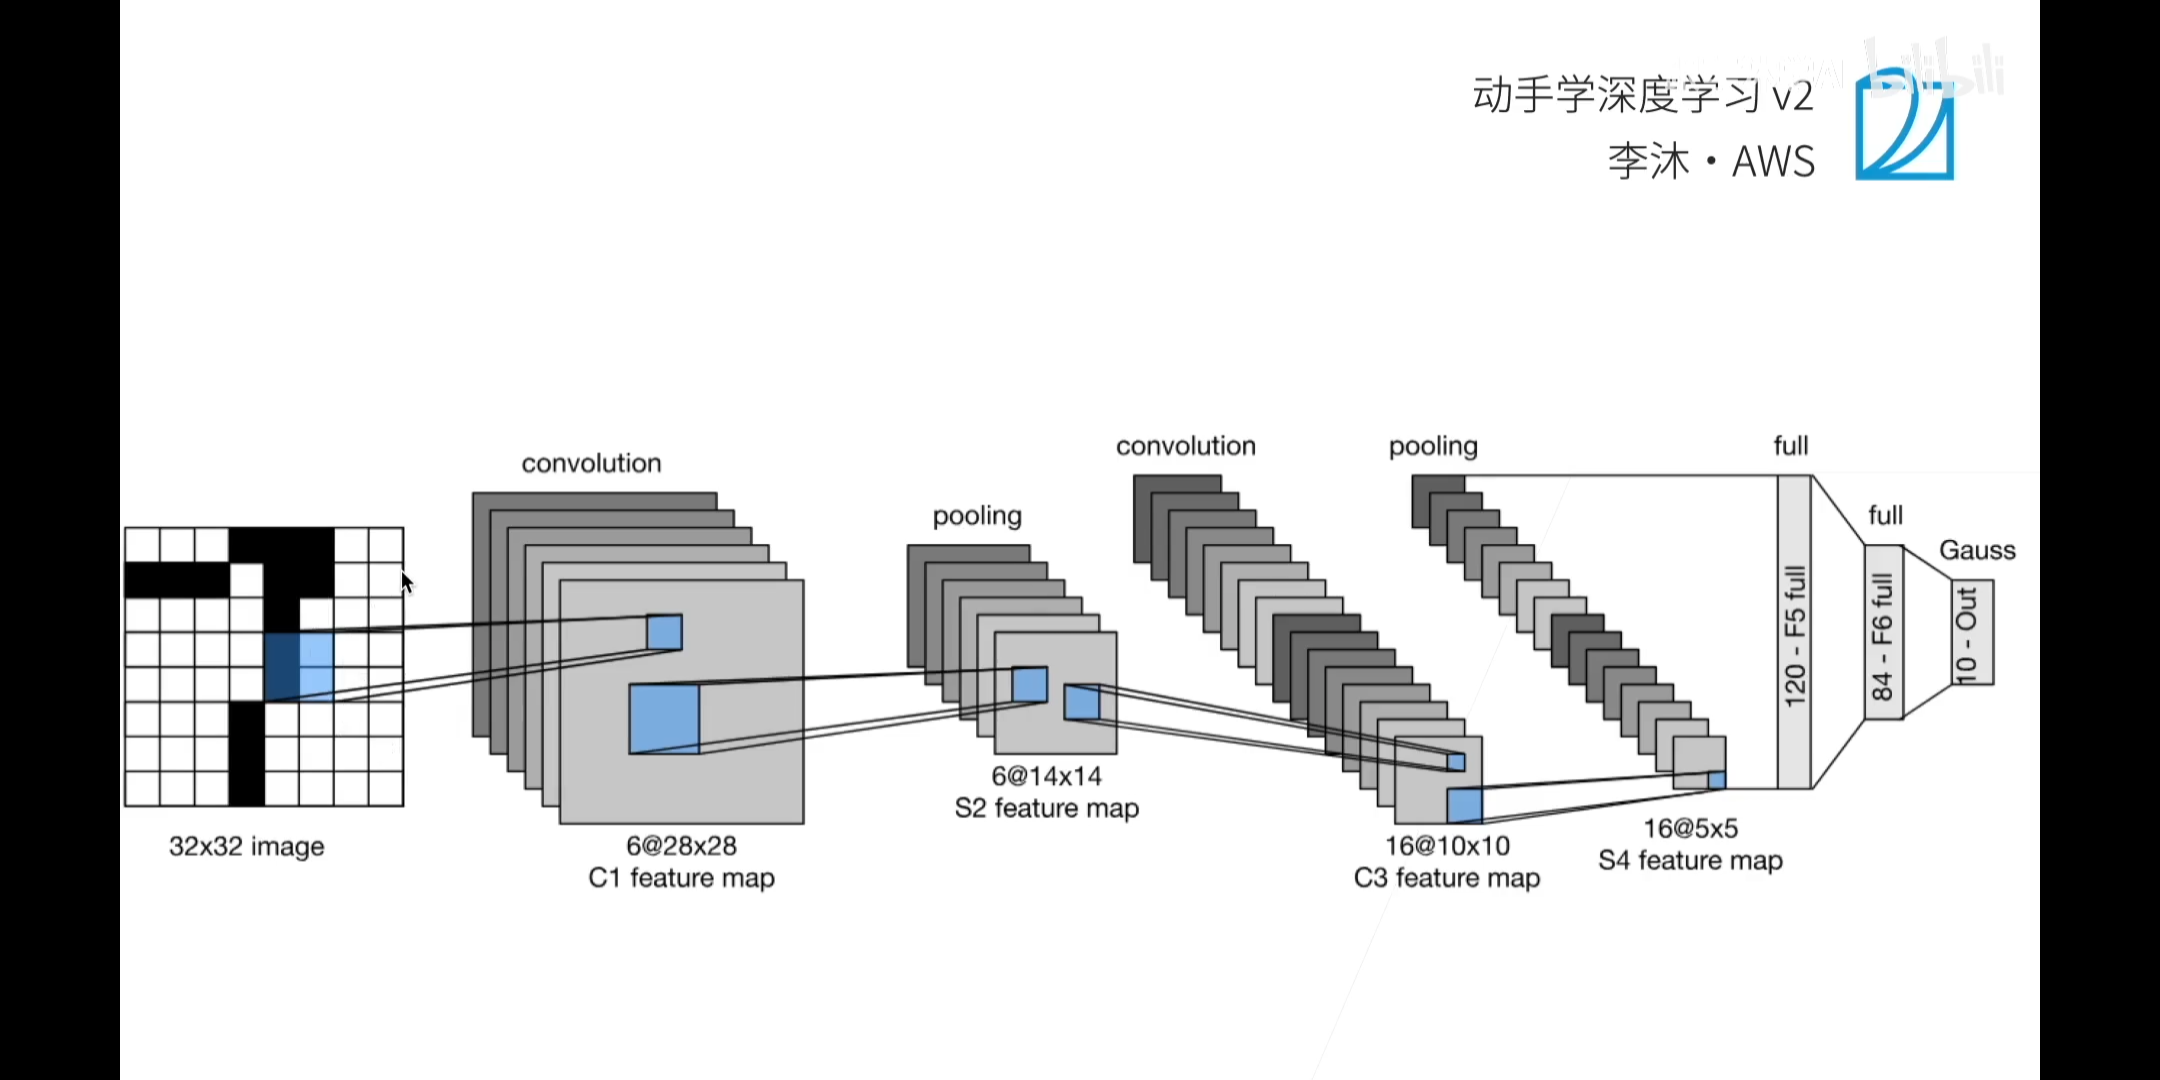 动手学深度学习 v2
李沐・AWS
bilibili
convolution
pooling
convolution
pooling
full
full
Gauss
120 - F5 full
84 - F6 full
10 - Out
32x32 image
6@28x28
C1 feature map
6@14x14
S2 feature map
16@10x10
C3 feature map
16@5x5
S4 feature map